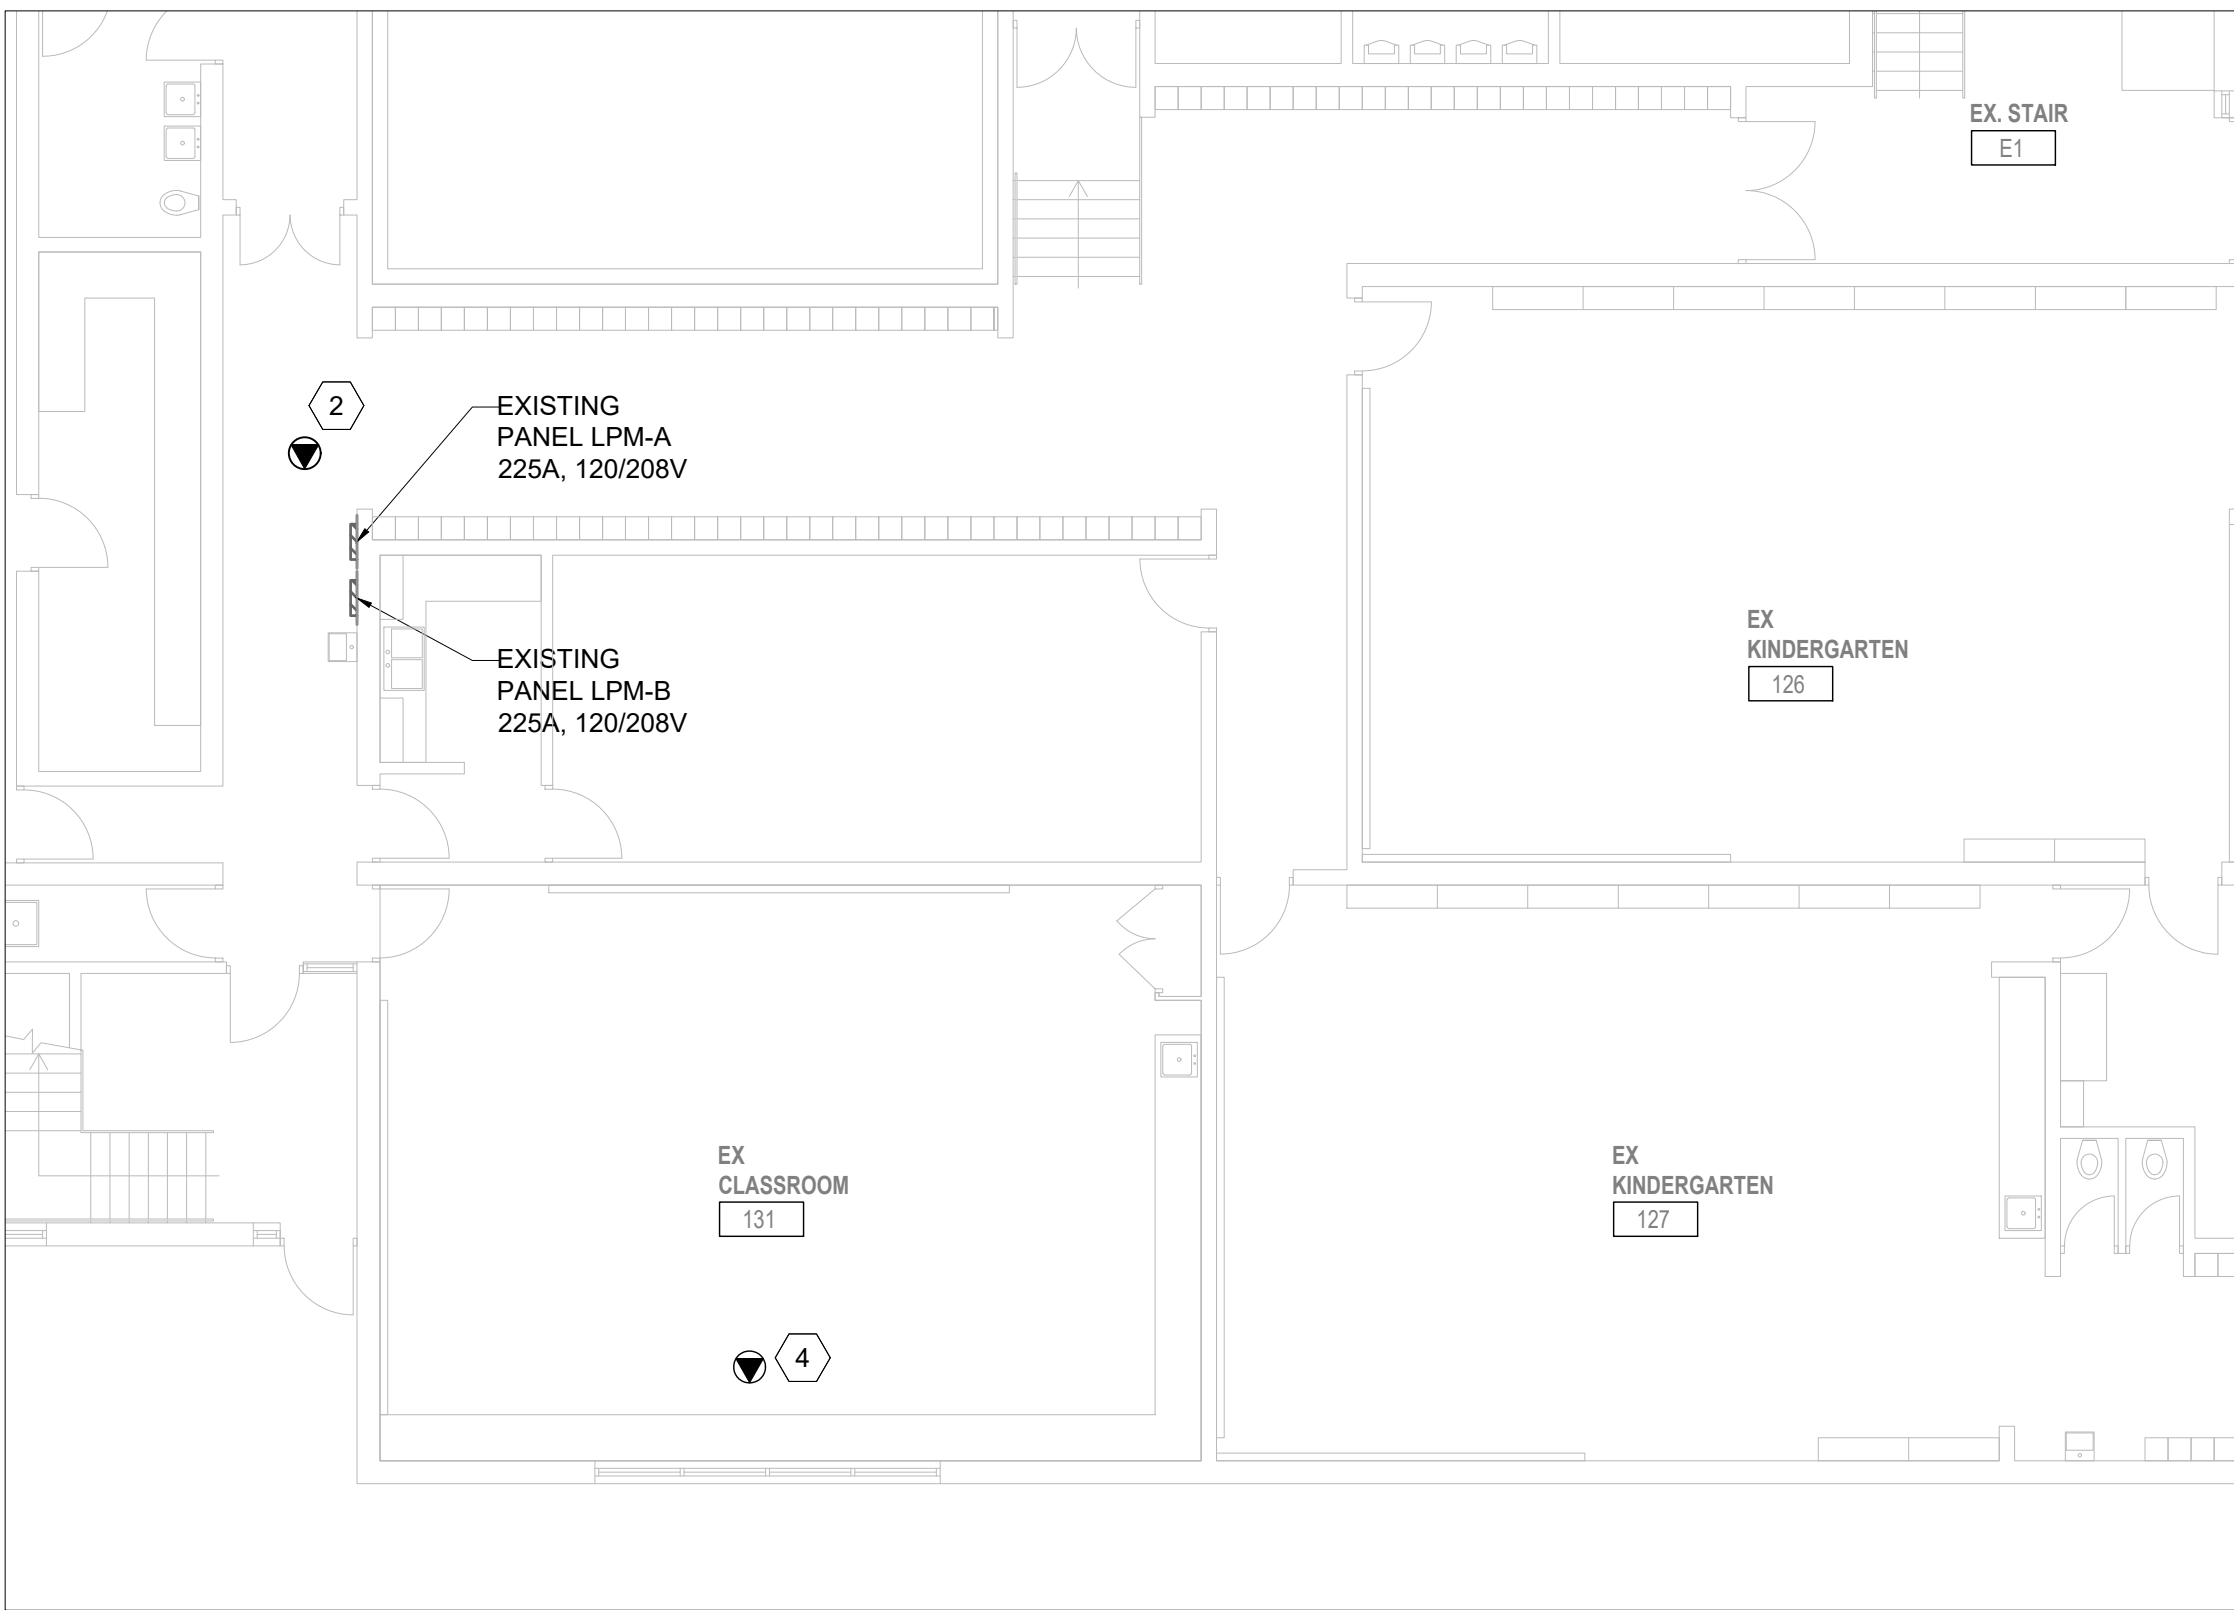 EX. STAIR
E1
2
EXISTING
PANEL LPM-A
225A, 120/208V
EX
KINDERGARTEN
126
EXISTING
PANEL LPM-B
225A, 120/208V
EX
CLASSROOM
131
EX
KINDERGARTEN
127
4